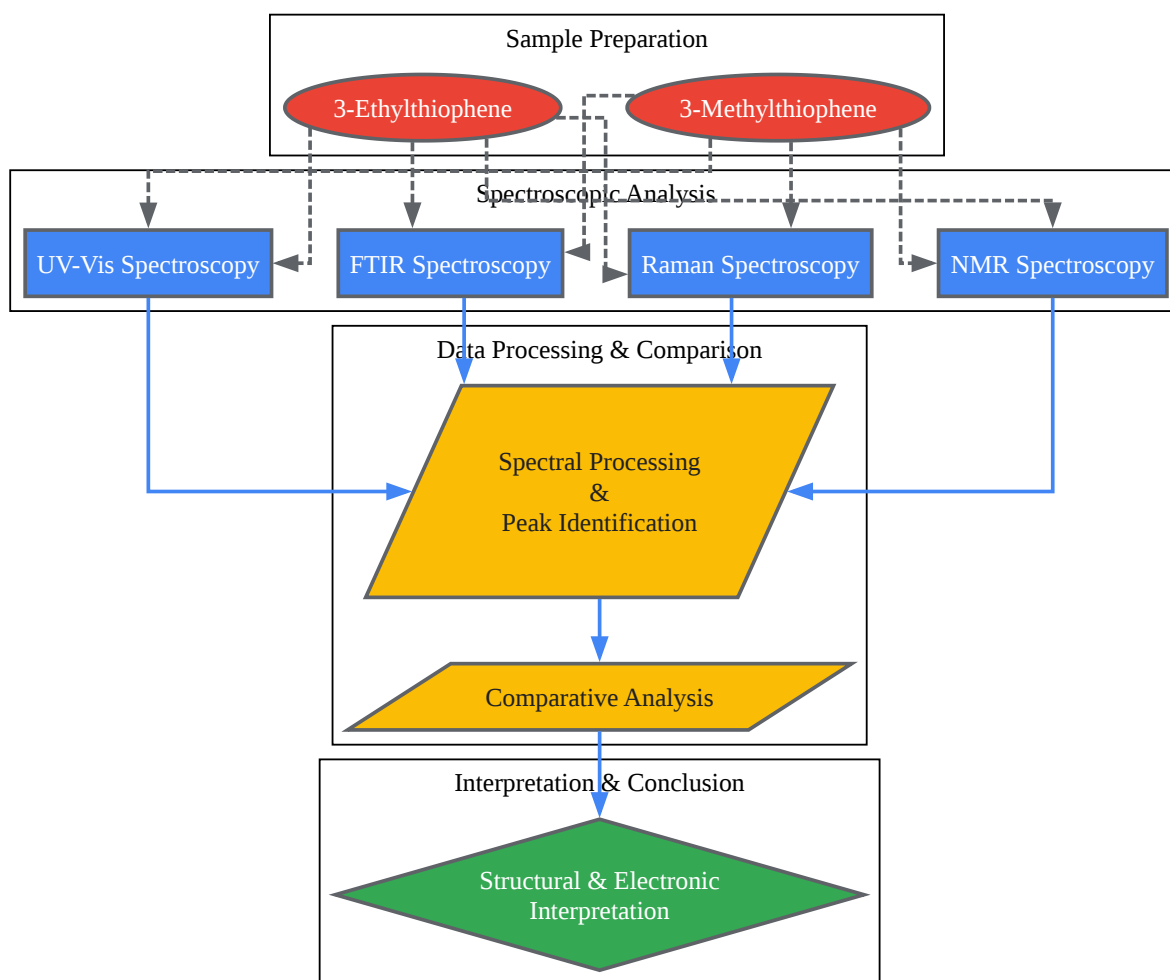 Sample Preparation
3-Ethylthiophene
3-Methylthiophene
Spectroscopic Analysis
UV-Vis Spectroscopy
FTIR Spectroscopy
Raman Spectroscopy
NMR Spectroscopy
Data Processing & Comparison
Spectral Processing
&
Peak Identification
Comparative Analysis
Interpretation & Conclusion
Structural & Electronic
Interpretation